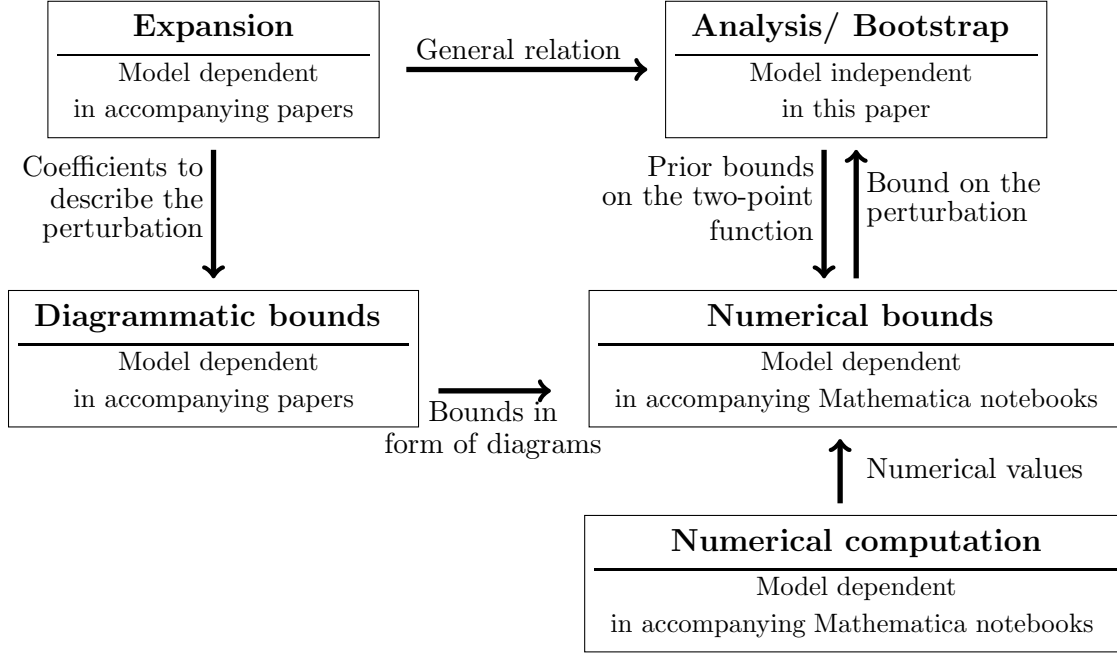 Expansion
Model dependent
in accompanying papers
General relation
Analysis/ Bootstrap
Model independent
in this paper
Coefficients to
describe the
perturbation
Prior bounds
on the two-point
function
Bound on the
perturbation
Diagrammatic bounds
Model dependent
in accompanying papers
Bounds in
form of diagrams
Numerical bounds
Model dependent
in accompanying Mathematica notebooks
Numerical values
Numerical computation
Model dependent
in accompanying Mathematica notebooks